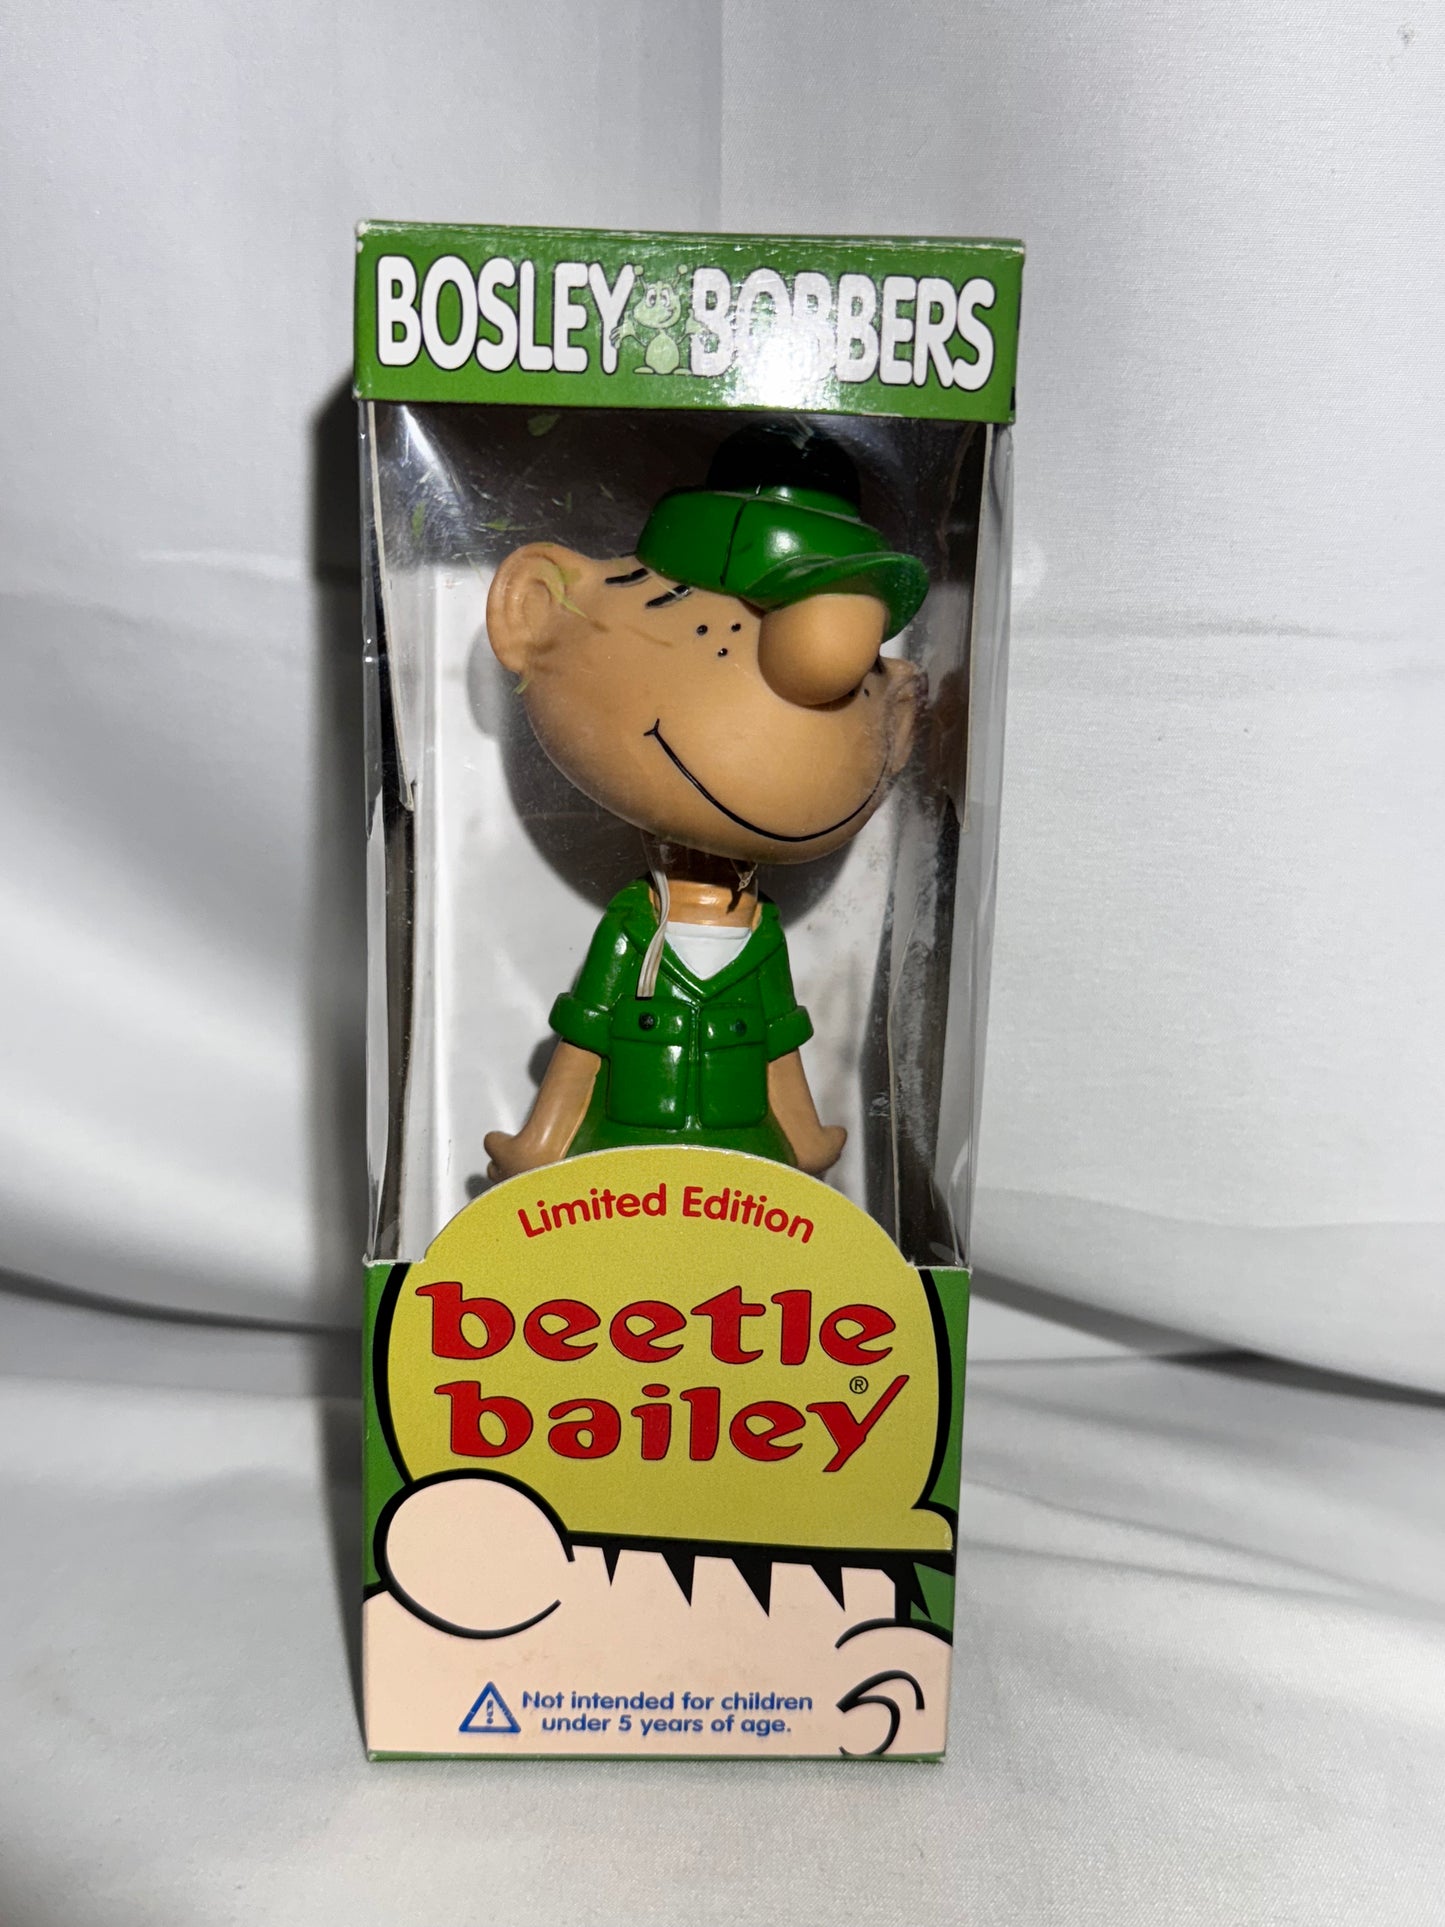 BOSLEY BOBBERS
Limited Edition
beetle
bailey®
Not intended for children
under 5 years of age.